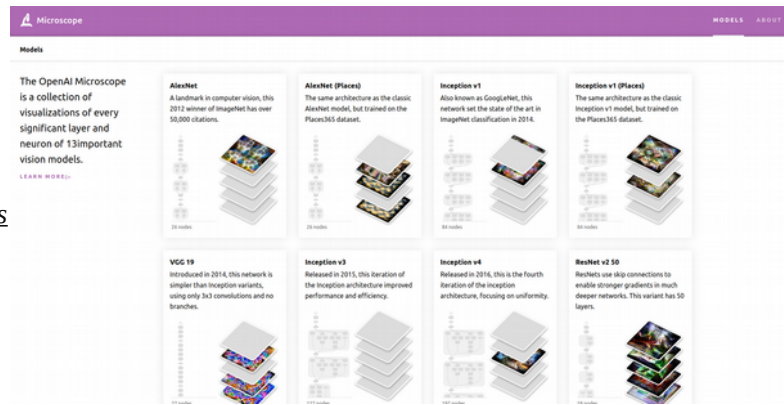 Microscope
MODELS ABOUT
Models
The OpenAI Microscope
is a collection of
visualizations of every
significant layer and
neuron of 13important
vision models.
LEARN MORE
s
AlexNet
A landmark in computer vision, this
2012 winner of ImageNet has over
50,000 citations.
26 nodes
AlexNet (Places)
The same architecture as the classic
AlexNet model, but trained on the
Places365 dataset.
26 nodes
Inception v1
Also known as GoogLeNet, this
network set the state of the art in
ImageNet classification in 2014.
84 nodes
Inception v1 (Places)
The same architecture as the classic
Inception v1 model, but trained on
the Places365 dataset.
84 nodes
VGG 19
Introduced in 2014, this network is
simpler than Inception variants,
using only 3x3 convolutions and no
branches.
Inception v3
Released in 2015, this iteration of
the Inception architecture improved
performance and efficiency.
Inception v4
Released in 2016, this is the fourth
iteration of the inception
architecture, focusing on uniformity.
ResNet v2 50
ResNets use skip connections to
enable stronger gradients in much
deeper networks. This variant has 50
layers.